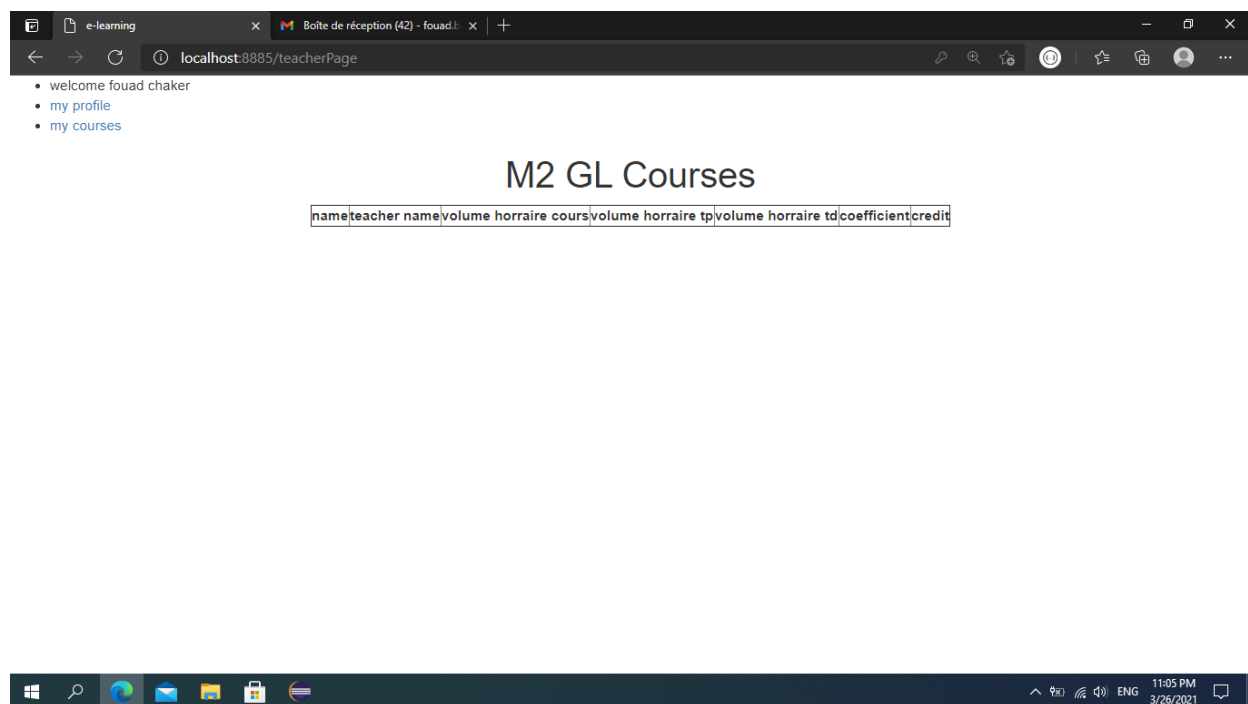 e-learning
Boîte de réception (42) - fouad.b
localhost:8885/teacherPage
welcome fouad chaker
my profile
my courses
M2 GL Courses
name teacher name volume horraire cours volume horraire tp volume horraire td coefficient credit
ENG
11:05 PM
3/26/2021